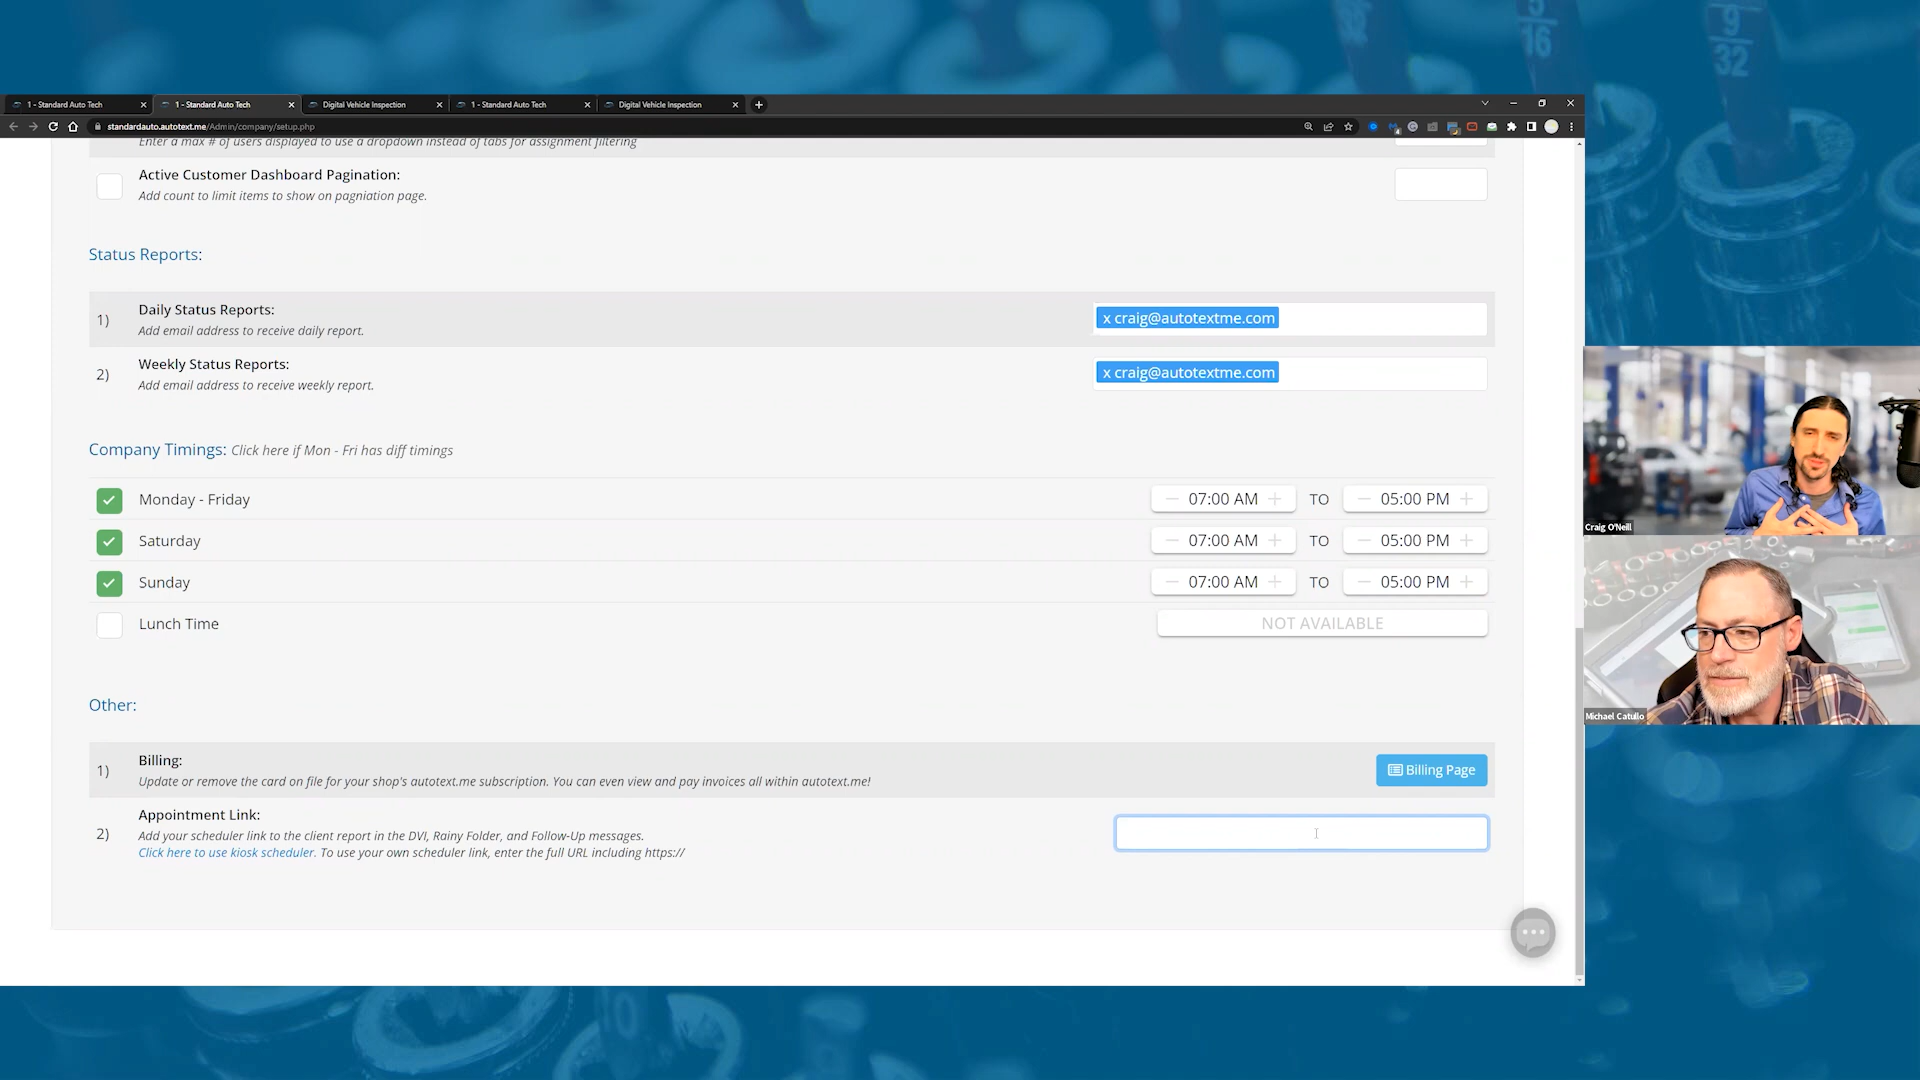 5
16
32
9
32
1 - Standard Auto Tech
1 - Standard Auto Tech
Digital Vehicle Inspection
1 - Standard Auto Tech
Digital Vehicle Inspection
standardauto.autotext.me/Admin/company/setup.php
Enter a max # of users displayed to use a dropdown instead of tabs for assignment filtering
Active Customer Dashboard Pagination:
Add count to limit items to show on pagniation page.
Status Reports:
1) Daily Status Reports:
Add email address to receive daily report.
x craig@autotextme.com
2) Weekly Status Reports:
Add email address to receive weekly report.
x craig@autotextme.com
Company Timings: Click here if Mon - Fri has diff timings
Monday - Friday 07:00 AM TO 05:00 PM
Saturday 07:00 AM TO 05:00 PM
Sunday 07:00 AM TO 05:00 PM
Lunch Time NOT AVAILABLE
Other:
1) Billing:
Update or remove the card on file for your shop's autotext.me subscription. You can even view and pay invoices all within autotext.me!
Billing Page
2) Appointment Link:
Add your scheduler link to the client report in the DVI, Rainy Folder, and Follow-Up messages.
Click here to use kiosk scheduler. To use your own scheduler link, enter the full URL including https://
Craig O'Neill
Michael Catullo